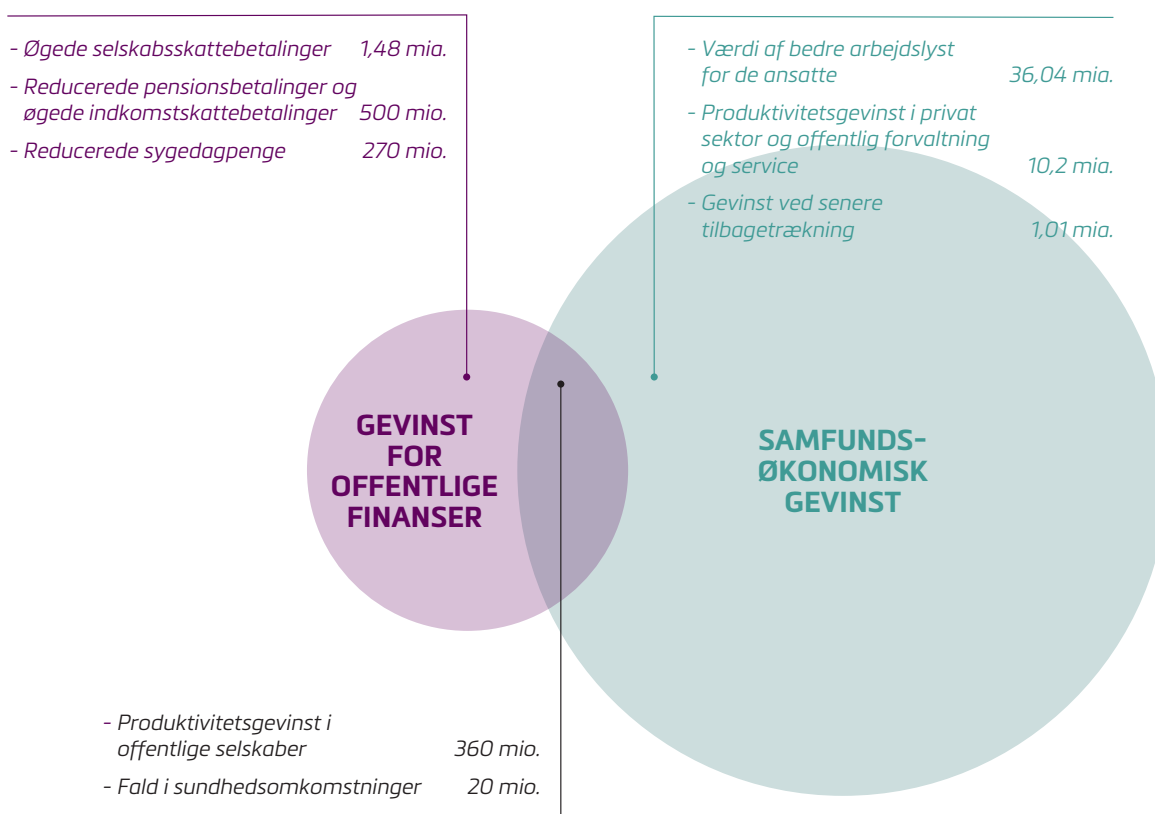 - Øgede selskabsskattebetalinger 1,48 mia.
- Reducerede pensionsbetalinger og
øgede indkomstskattebetalinger 500 mio.
- Reducerede sygedagpenge 270 mio.
- Værdi af bedre arbejdslyst
for de ansatte 36,04 mia.
- Produktivitetsgevinst i privat
sektor og offentlig forvaltning
og service 10,2 mia.
- Gevinst ved senere
tilbagetrækning 1,01 mia.
GEVINST
FOR
OFFENTLIGE
FINANSER
SAMFUNDS-
ØKONOMISK
GEVINST
- Produktivitetsgevinst i
offentlige selskaber 360 mio.
- Fald i sundhedsomkomstninger 20 mio.